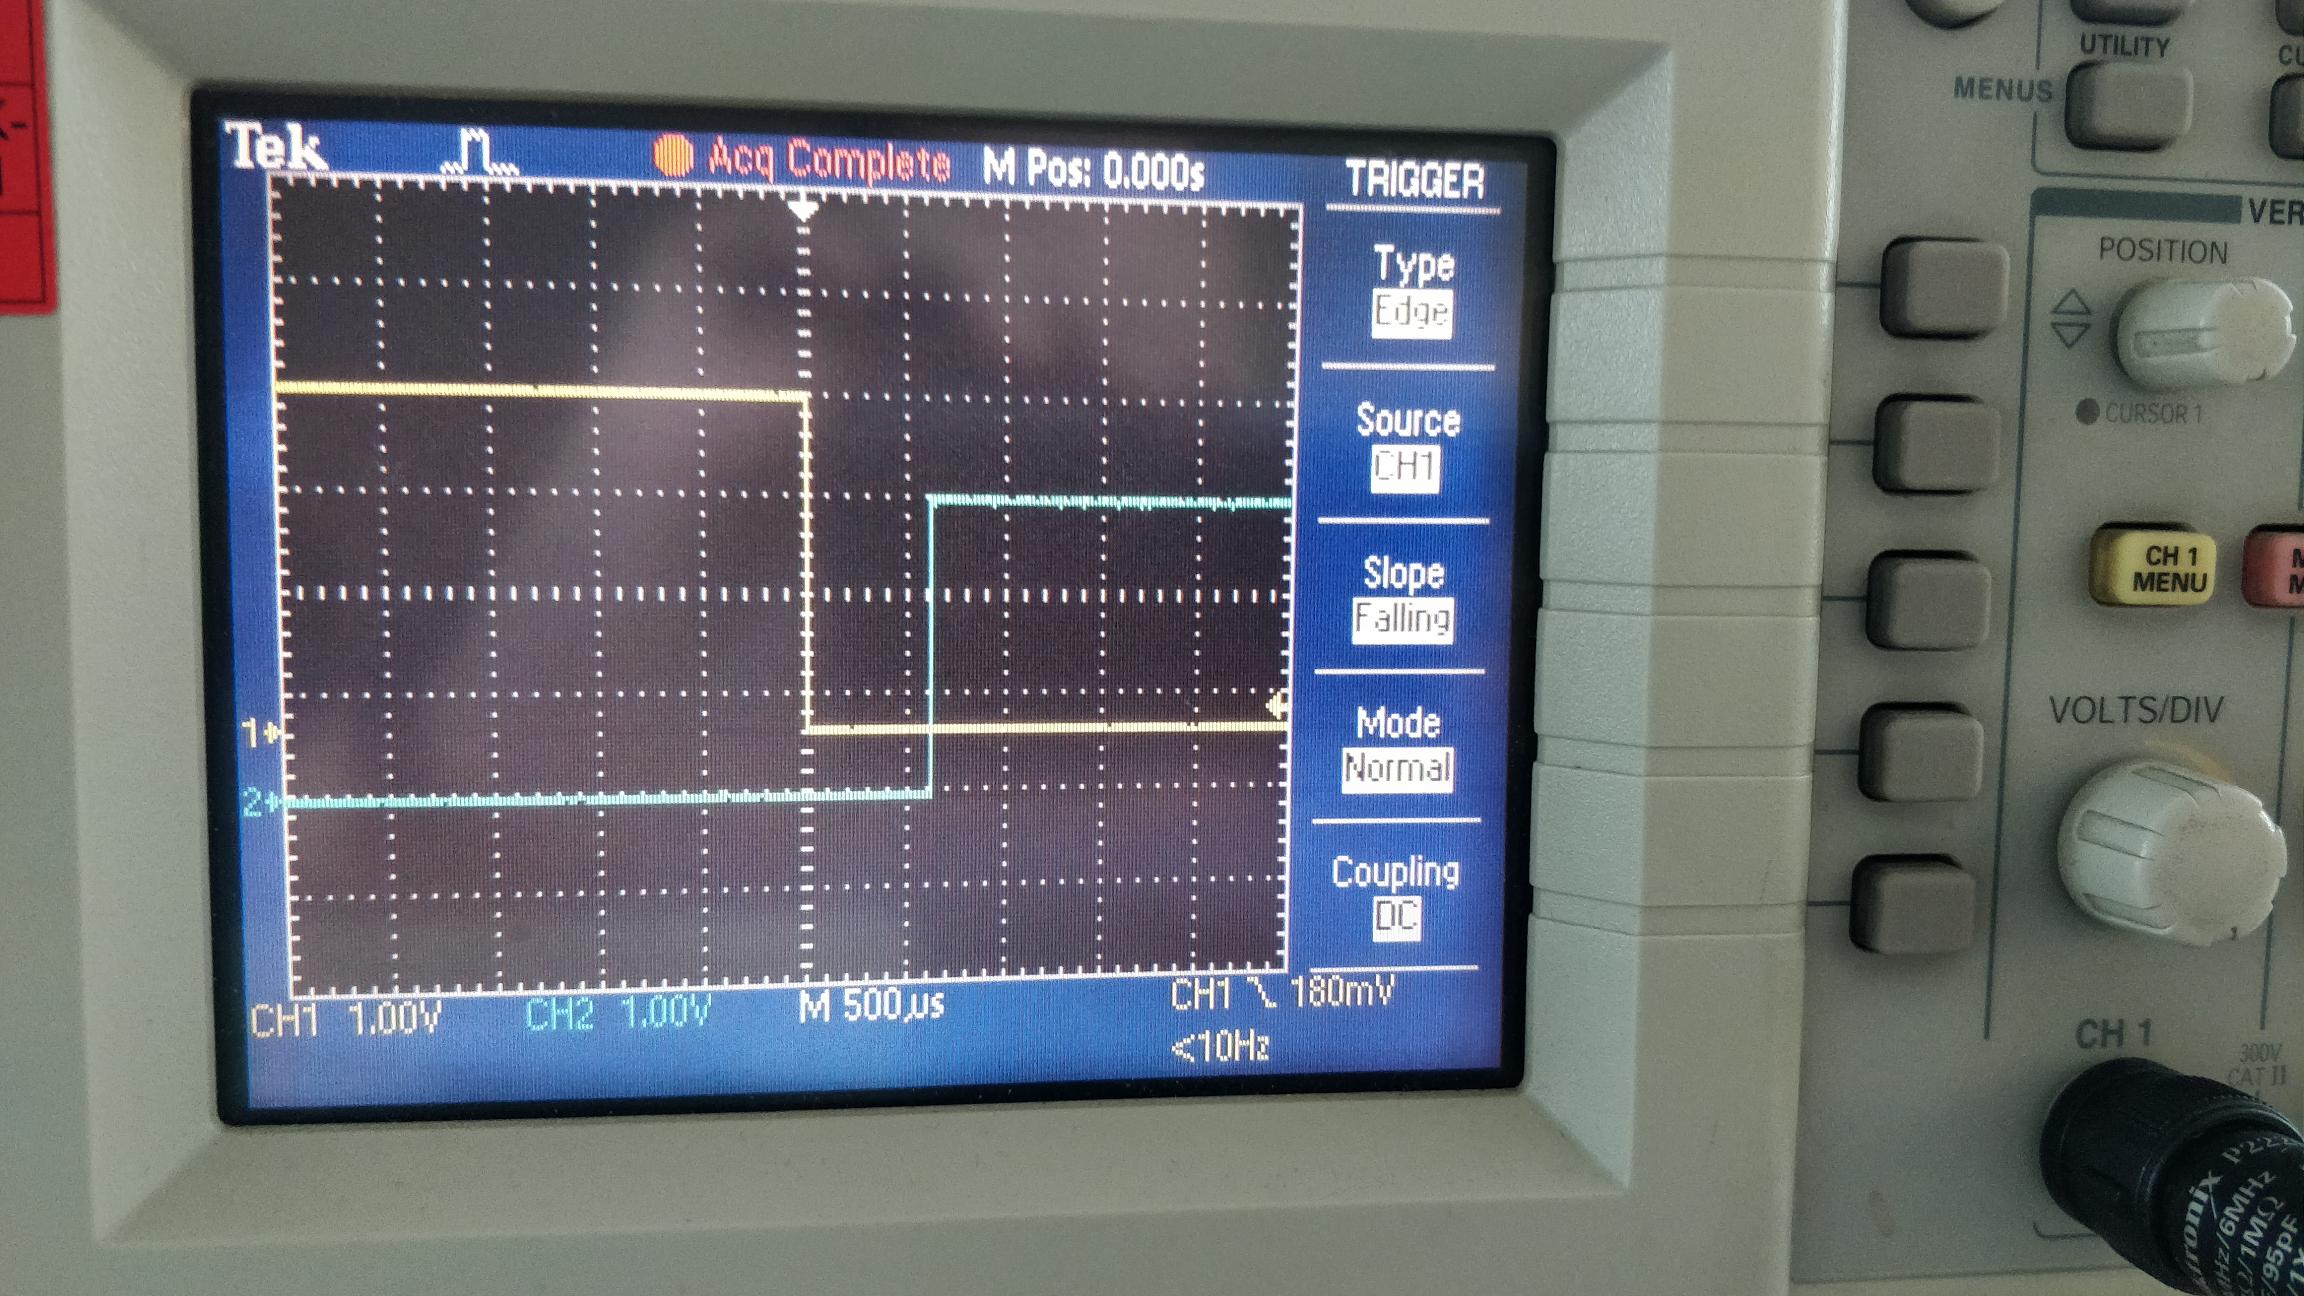 Tek
Acq Complete
M Pos: 0.000s
TRIGGER
Type
Edge
Source
CH1
Slope
Falling
Mode
Normal
Coupling
DC
1
2
CH1 1.00V
CH2 1.00V
M 500µs
CH1 180mV
<10Hz
UTILITY
MENUS
POSITION
CURSOR 1
CH 1
MENU
VOLTS/DIV
CH 1
300V
CAT II